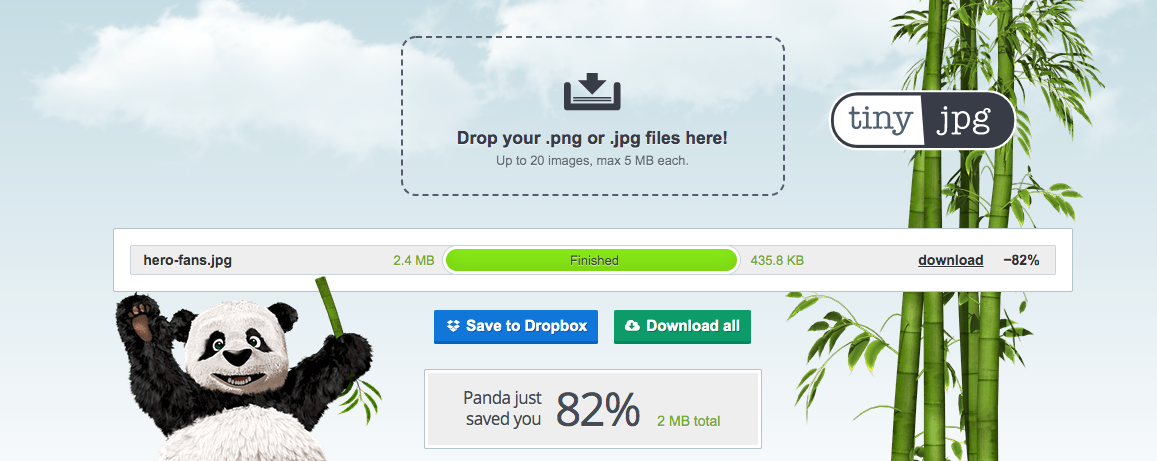 Drop your .png or .jpg files here!
Up to 20 images, max 5 MB each.
tiny jpg
hero-fans.jpg 2.4 MB Finished 435.8 KB download −82%
Save to Dropbox Download all
Panda just
saved you 82% 2 MB total